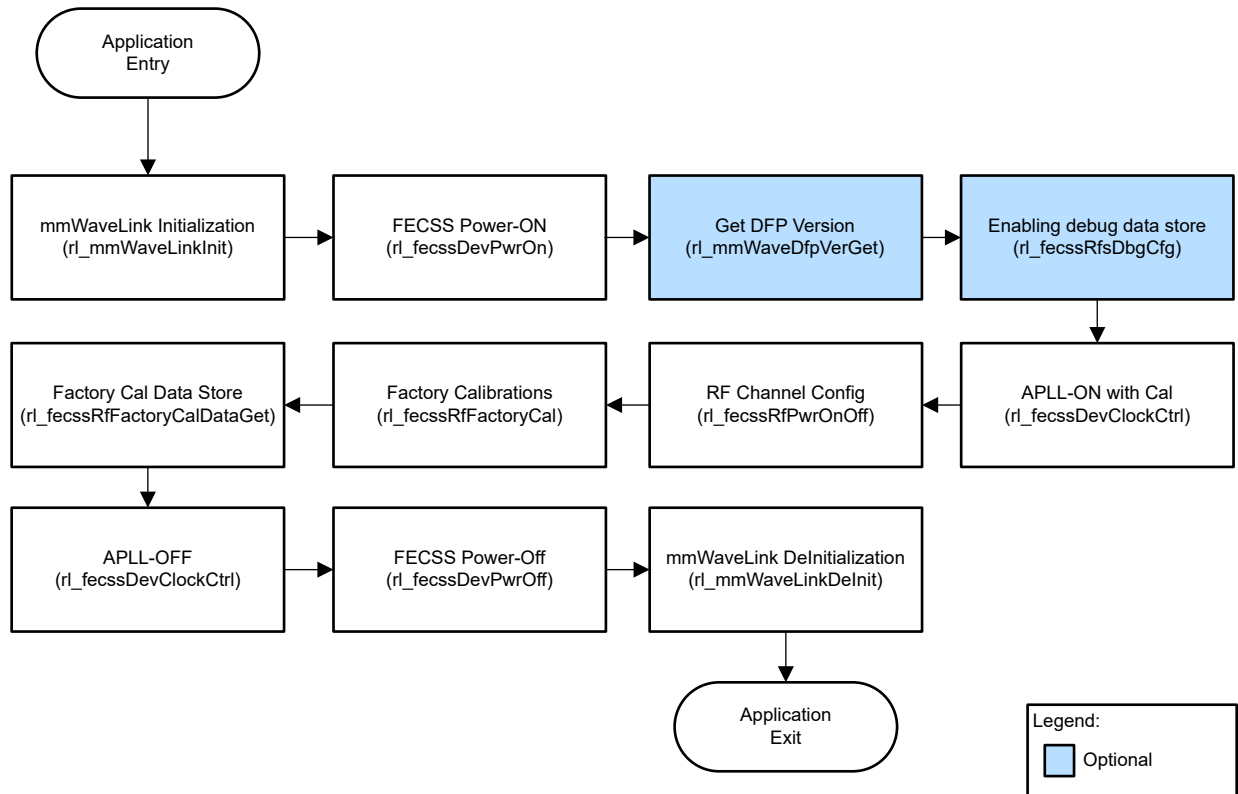 Application
Entry
mmWaveLink Initialization
(rl_mmWaveLinkInit)
FECSS Power-ON
(rl_fecssDevPwrOn)
Get DFP Version
(rl_mmWaveDfpVerGet)
Enabling debug data store
(rl_fecssRfsDbgCfg)
Factory Cal Data Store
(rl_fecssRfFactoryCalDataGet)
Factory Calibrations
(rl_fecssRfFactoryCal)
RF Channel Config
(rl_fecssRfPwrOnOff)
APLL-ON with Cal
(rl_fecssDevClockCtrl)
APLL-OFF
(rl_fecssDevClockCtrl)
FECSS Power-Off
(rl_fecssDevPwrOff)
mmWaveLink DeInitialization
(rl_mmWaveLinkDeInit)
Application
Exit
Legend:
Optional